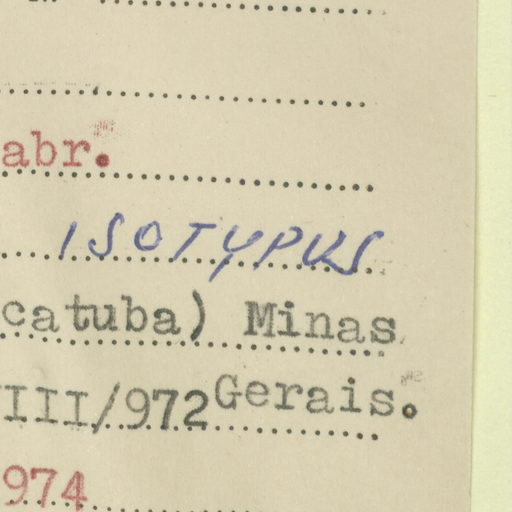 abr.
ISOTYPUS
catuba) Minas
III/972 Gerais.
974